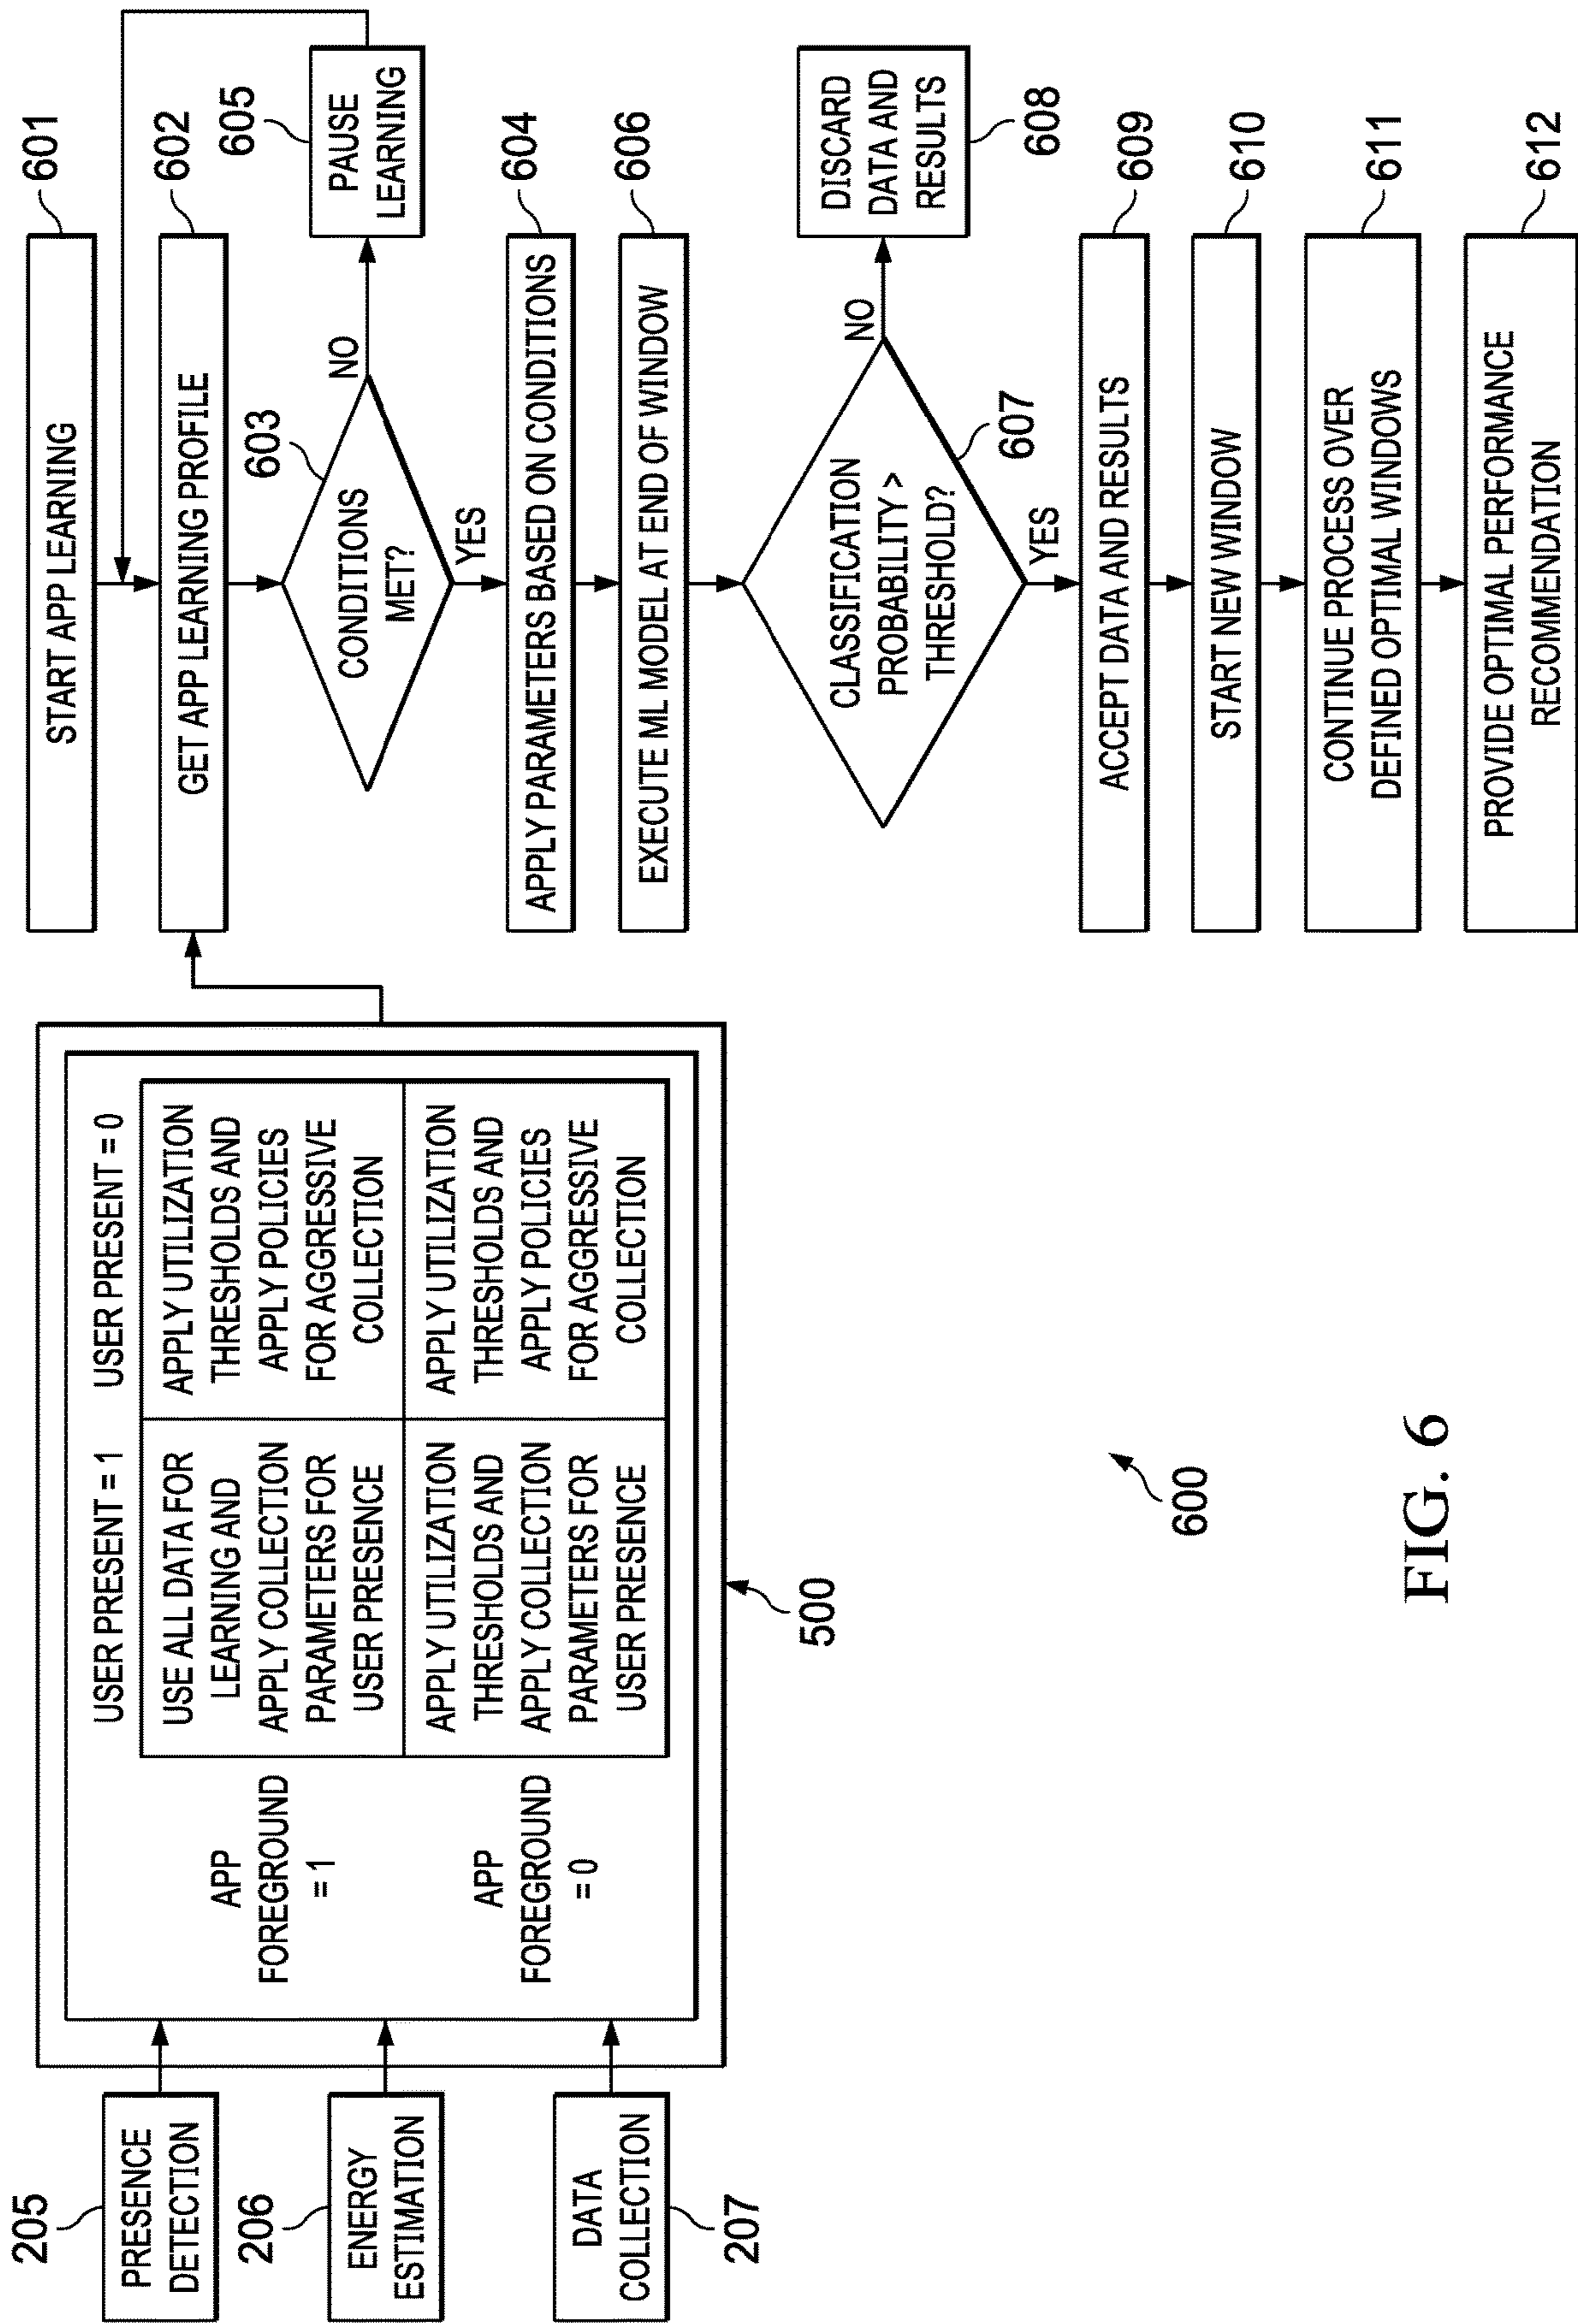 205
PRESENCE
DETECTION
206
ENERGY
ESTIMATION
DATA
COLLECTION
207
USER PRESENT = 1
USER PRESENT = 0
APP
FOREGROUND
= 1
USE ALL DATA FOR
LEARNING AND
APPLY COLLECTION
PARAMETERS FOR
USER PRESENCE
APPLY UTILIZATION
THRESHOLDS AND
APPLY POLICIES
FOR AGGRESSIVE
COLLECTION
APP
FOREGROUND
= 0
APPLY UTILIZATION
THRESHOLDS AND
APPLY COLLECTION
PARAMETERS FOR
USER PRESENCE
APPLY UTILIZATION
THRESHOLDS AND
APPLY POLICIES
FOR AGGRESSIVE
COLLECTION
500
START APP LEARNING
601
GET APP LEARNING PROFILE
602
603
CONDITIONS
MET?
NO
605
PAUSE
LEARNING
YES
APPLY PARAMETERS BASED ON CONDITIONS
604
EXECUTE ML MODEL AT END OF WINDOW
606
CLASSIFICATION
PROBABILITY >
THRESHOLD?
NO
607
DISCARD
DATA AND
RESULTS
608
YES
ACCEPT DATA AND RESULTS
609
START NEW WINDOW
610
CONTINUE PROCESS OVER
DEFINED OPTIMAL WINDOWS
611
PROVIDE OPTIMAL PERFORMANCE
RECOMMENDATION
612
600
FIG. 6